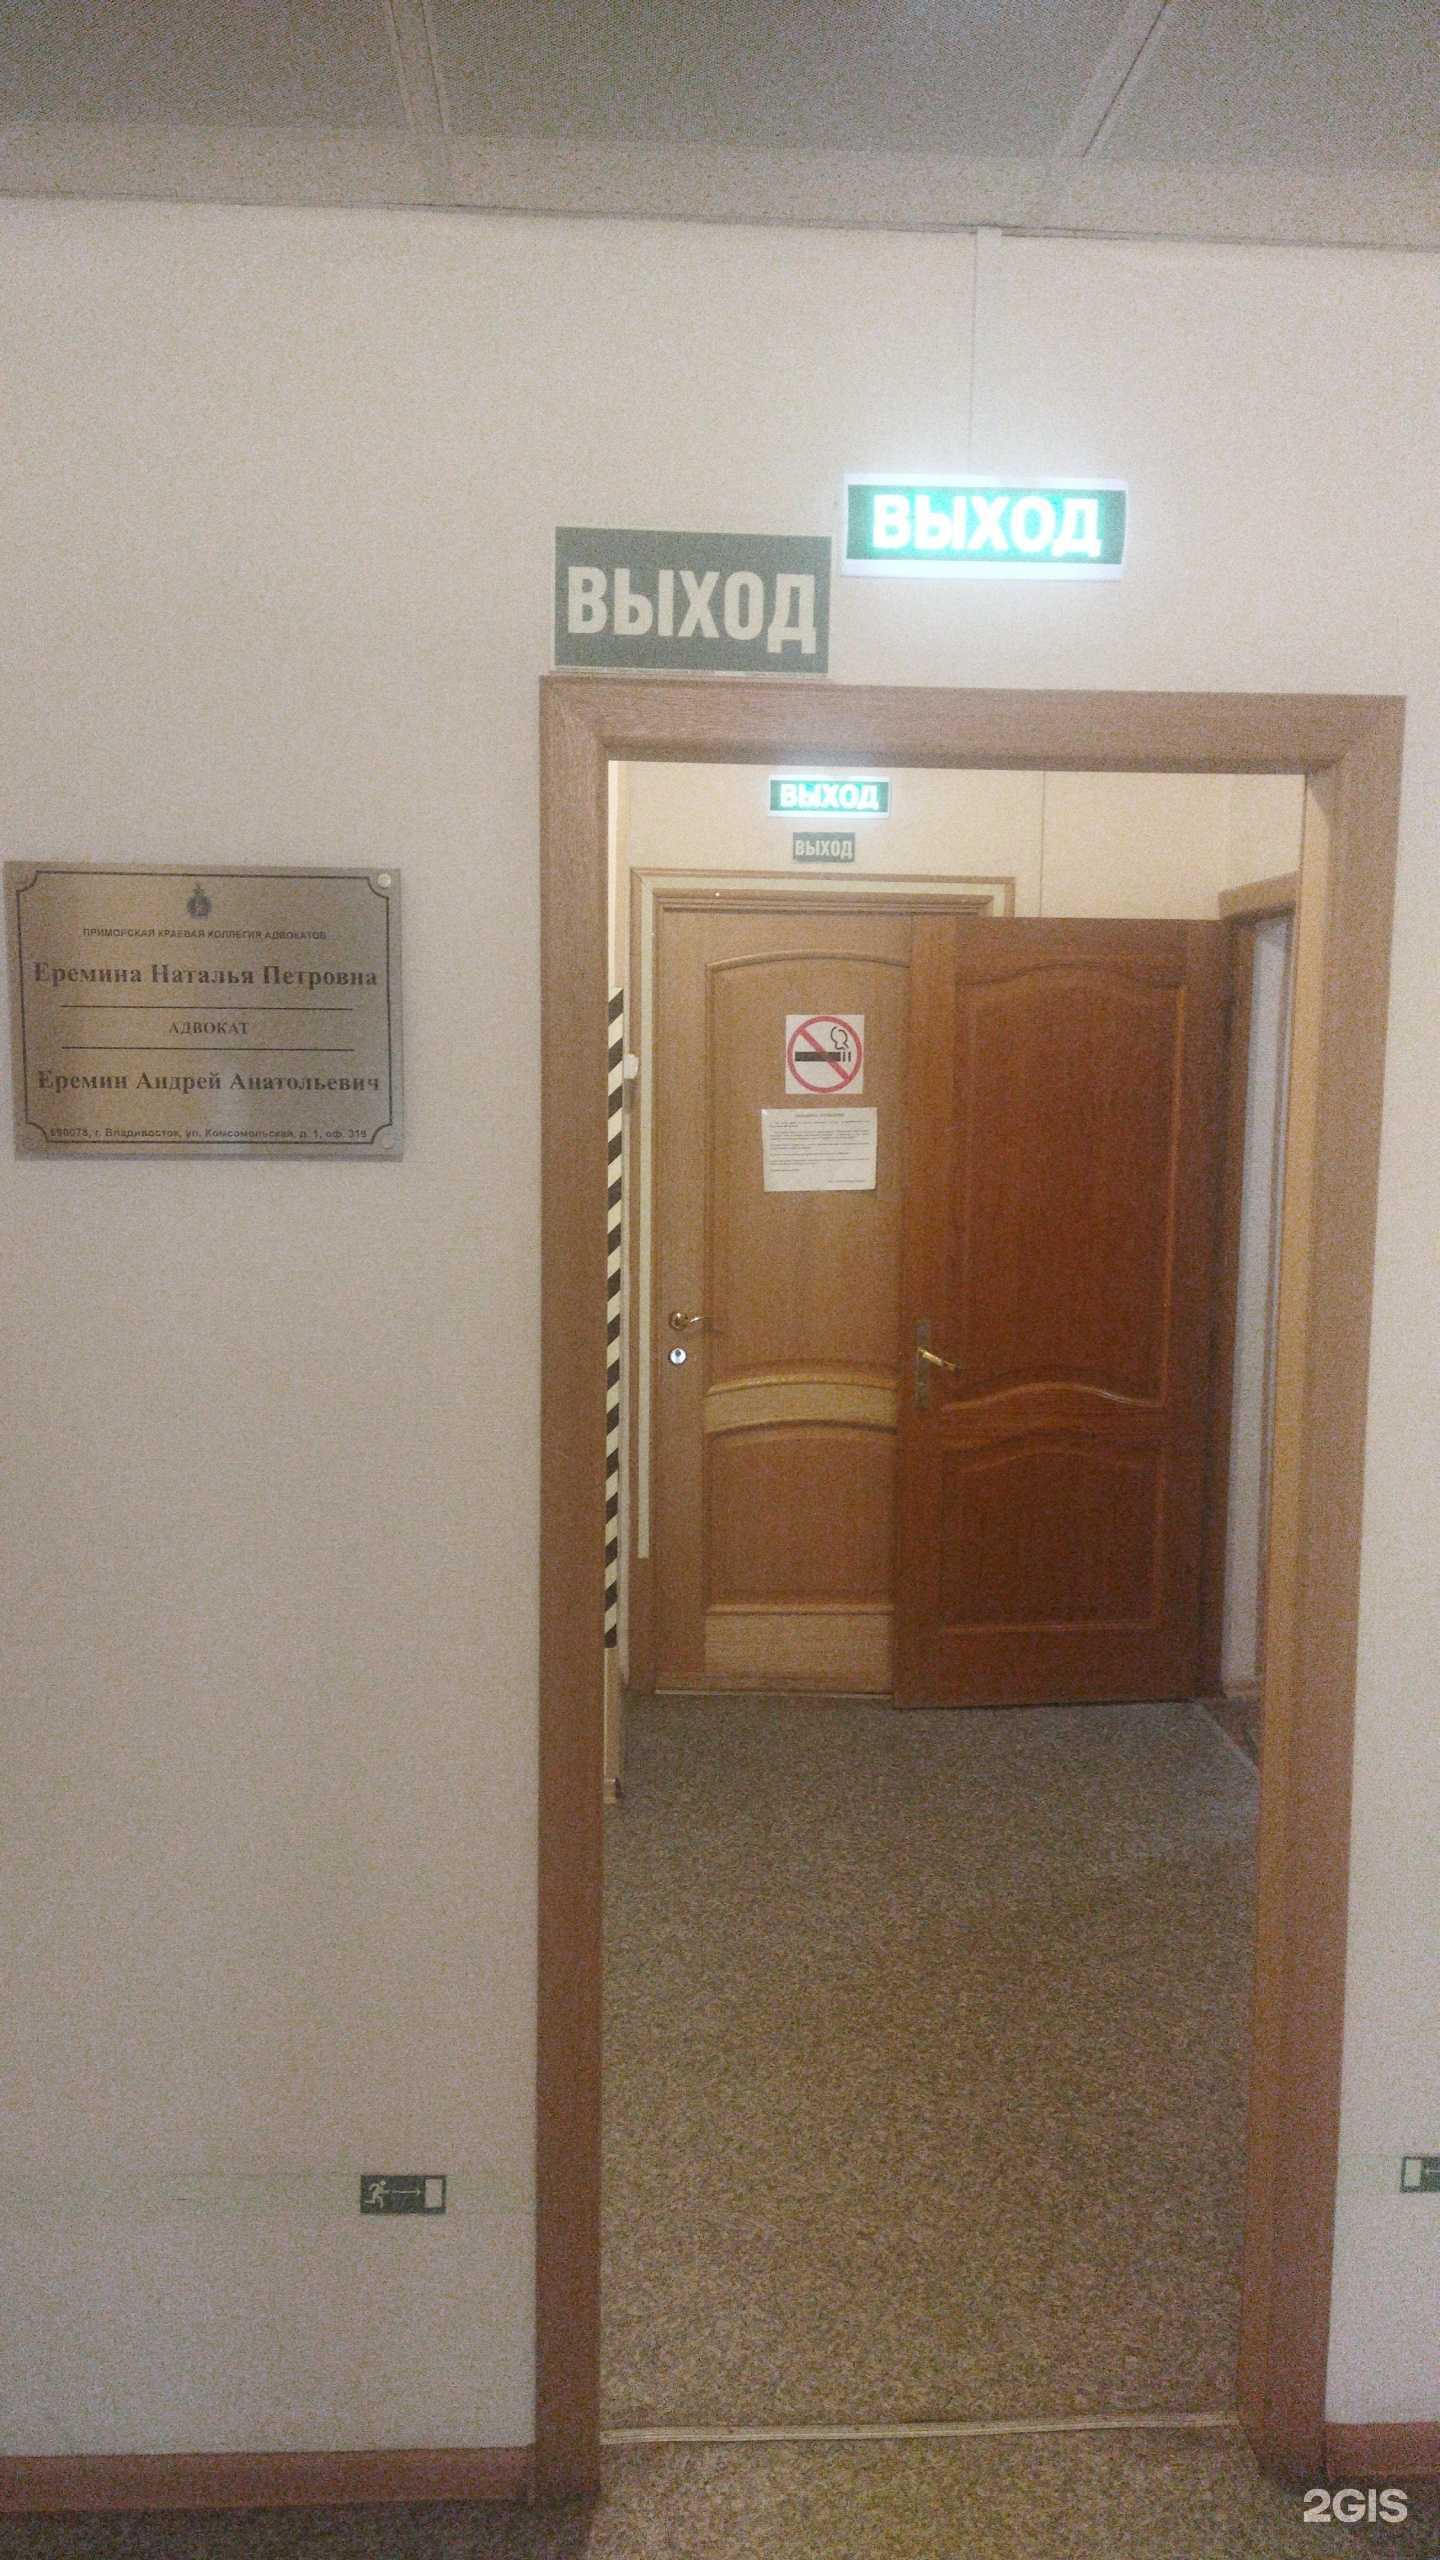 ВЫХОД
ВЫХОД
ВЫХОД
ВЫХОД
ПРИМОРСКАЯ КРАЕВАЯ КОЛЛЕГИЯ АДВОКАТОВ
Еремина Наталья Петровна
АДВОКАТ
Еремин Андрей Анатольевич
690078, г. Владивосток, ул. Комсомольская, д. 1, оф. 319
2GIS